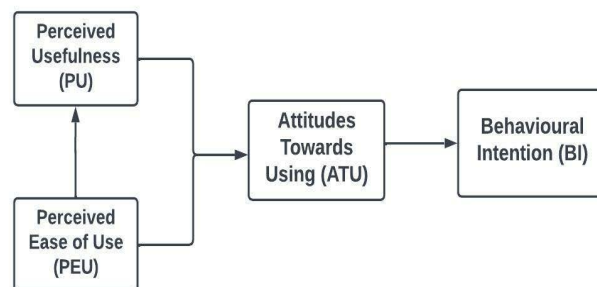 Perceived
Usefulness
(PU)
Attitudes
Towards
Using (ATU)
Behavioural
Intention (BI)
Perceived
Ease of Use
(PEU)